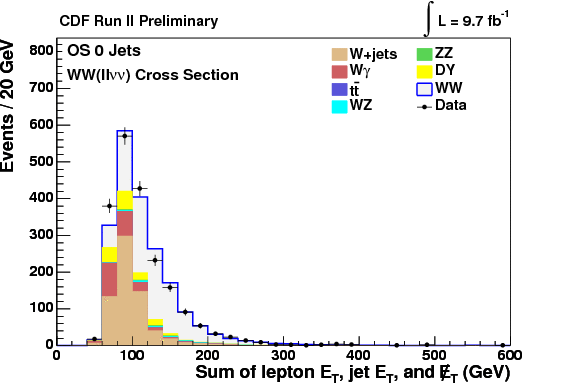 CDF Run II Preliminary
∫ L = 9.7 fb⁻¹
OS 0 Jets
WW(llνν) Cross Section
W+jets
Wγ
tt̄
WZ
ZZ
DY
WW
Data
Events / 20 GeV
800
700
600
500
400
300
200
100
0
0 100 200 300 400 500 600
Sum of lepton E_T, jet E_T, and E̸_T (GeV)